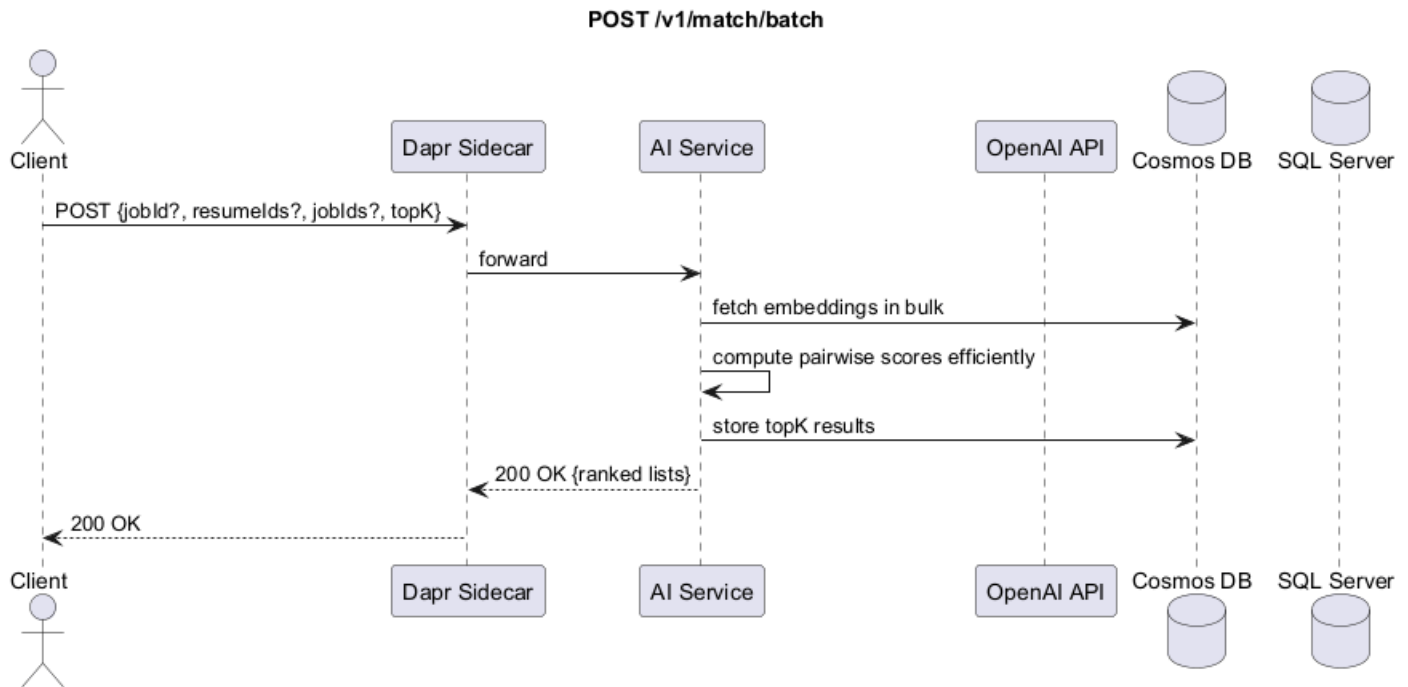 POST /v1/match/batch
Client
Dapr Sidecar
AI Service
OpenAI API
Cosmos DB
SQL Server
POST {jobId?, resumeIds?, jobIds?, topK}
forward
fetch embeddings in bulk
compute pairwise scores efficiently
store topK results
200 OK {ranked lists}
200 OK
Client
Dapr Sidecar
AI Service
OpenAI API
Cosmos DB
SQL Server